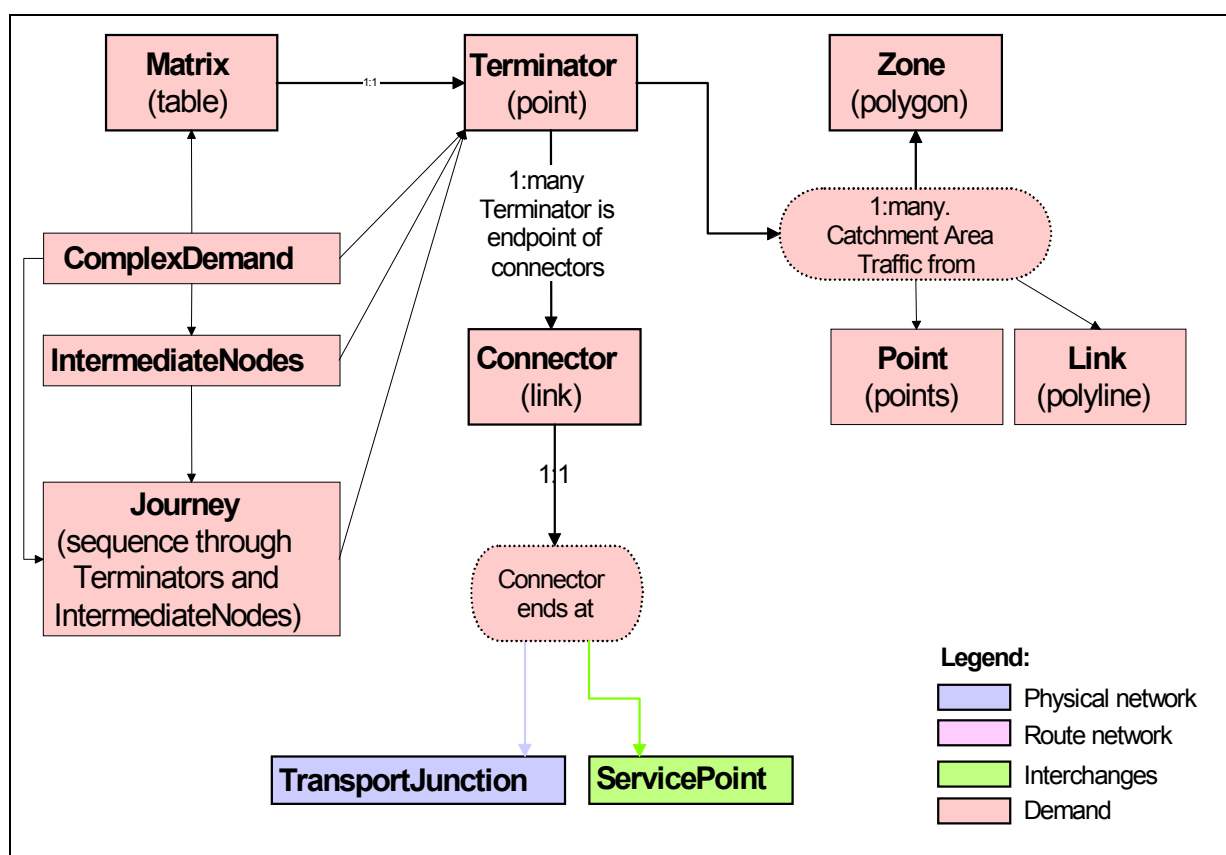 Matrix
(table)
1:1
Terminator
(point)
Zone
(polygon)
1:many
Terminator is
endpoint of
connectors
1:many.
Catchment Area
Traffic from
ComplexDemand
IntermediateNodes
Connector
(link)
Point
(points)
Link
(polyline)
1:1
Journey
(sequence through
Terminators and
IntermediateNodes)
Connector
ends at
TransportJunction
ServicePoint
Legend:
Physical network
Route network
Interchanges
Demand